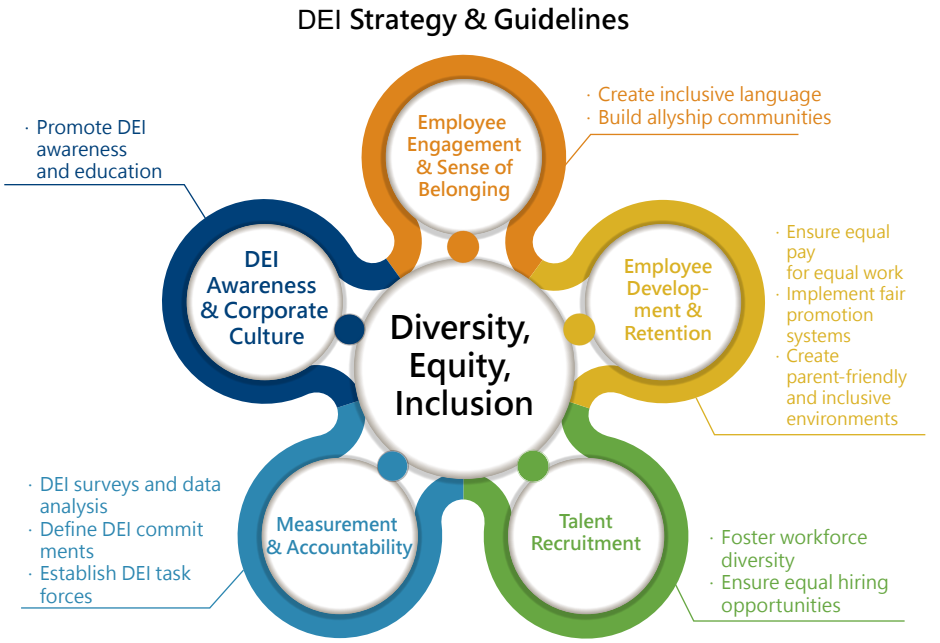 DEI Strategy & Guidelines
· Promote DEI
awareness
and education
Employee
Engagement
& Sense of
Belonging
· Create inclusive language
· Build allyship communities
DEI
Awareness
& Corporate
Culture
Diversity,
Equity,
Inclusion
Employee
Develop-
ment &
Retention
· Ensure equal
pay
for equal work
· Implement fair
promotion
systems
· Create
parent-friendly
and inclusive
environments
· DEI surveys and data
analysis
· Define DEI commit
ments
· Establish DEI task
forces
Measurement
& Accountability
Talent
Recruitment
· Foster workforce
diversity
· Ensure equal hiring
opportunities